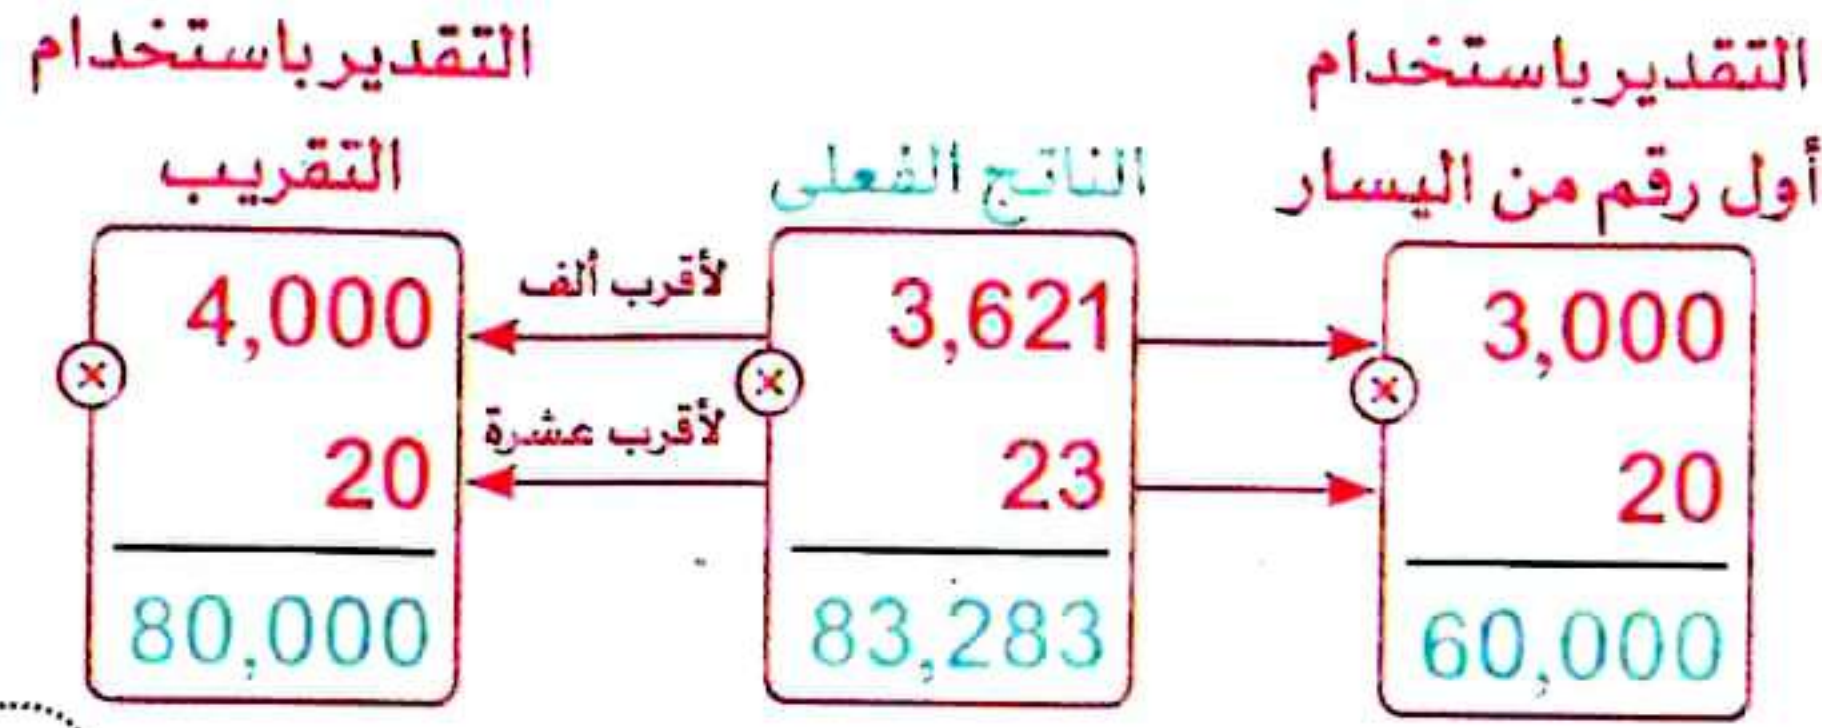 التقدير باستخدام
أول رقم من اليسار
3,000
×
20
60,000
الناتج الفعلى
3,621
×
23
83,283
لأقرب ألف
لأقرب عشرة
التقدير باستخدام
التقريب
4,000
×
20
80,000